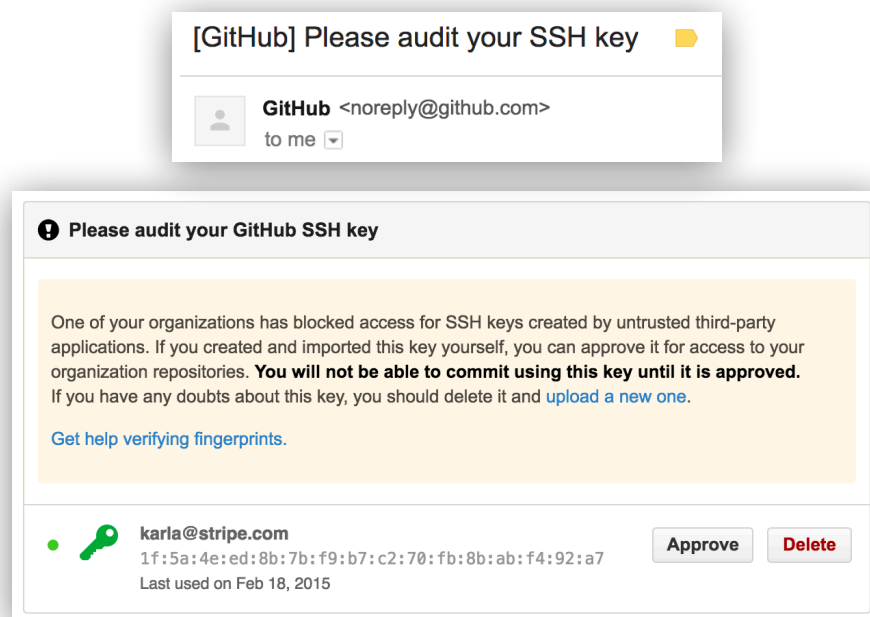 [GitHub] Please audit your SSH key
GitHub <noreply@github.com>
to me
Please audit your GitHub SSH key
One of your organizations has blocked access for SSH keys created by untrusted third-party
applications. If you created and imported this key yourself, you can approve it for access to your
organization repositories. You will not be able to commit using this key until it is approved.
If you have any doubts about this key, you should delete it and upload a new one.
Get help verifying fingerprints.
karla@stripe.com
1f:5a:4e:ed:8b:7b:f9:b7:c2:70:fb:8b:ab:f4:92:a7
Last used on Feb 18, 2015
Approve
Delete